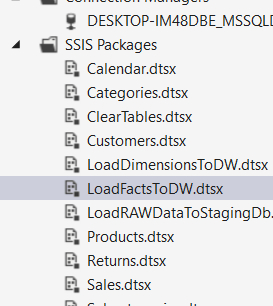 DESKTOP-IM48DBE_MSSQLD
SSIS Packages
Calendar.dtsx
Categories.dtsx
ClearTables.dtsx
Customers.dtsx
LoadDimensionsToDW.dtsx
LoadFactsToDW.dtsx
LoadRAWDataToStagingDb.
Products.dtsx
Returns.dtsx
Sales.dtsx